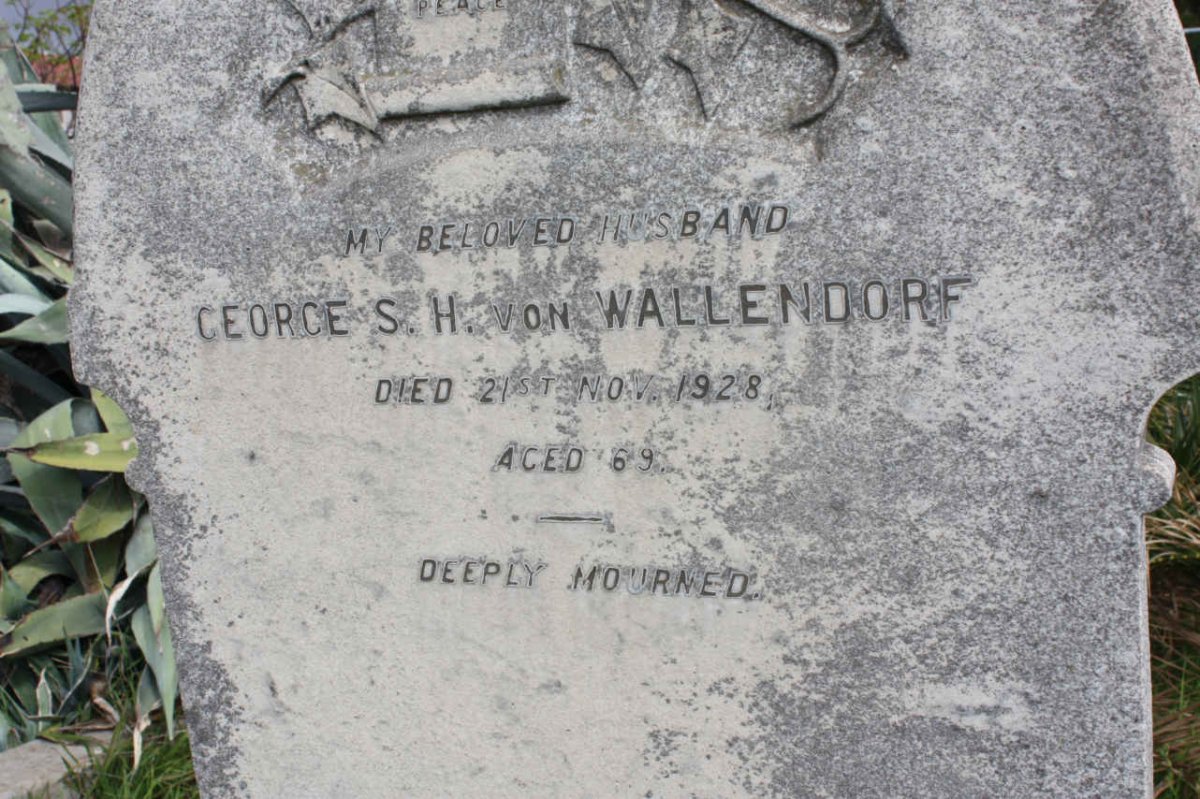 PEACE
MY BELOVED HUSBAND
GEORGE S. H. VON WALLENDORF
DIED 21ST NOV. 1928,
AGED 69.
DEEPLY MOURNED.